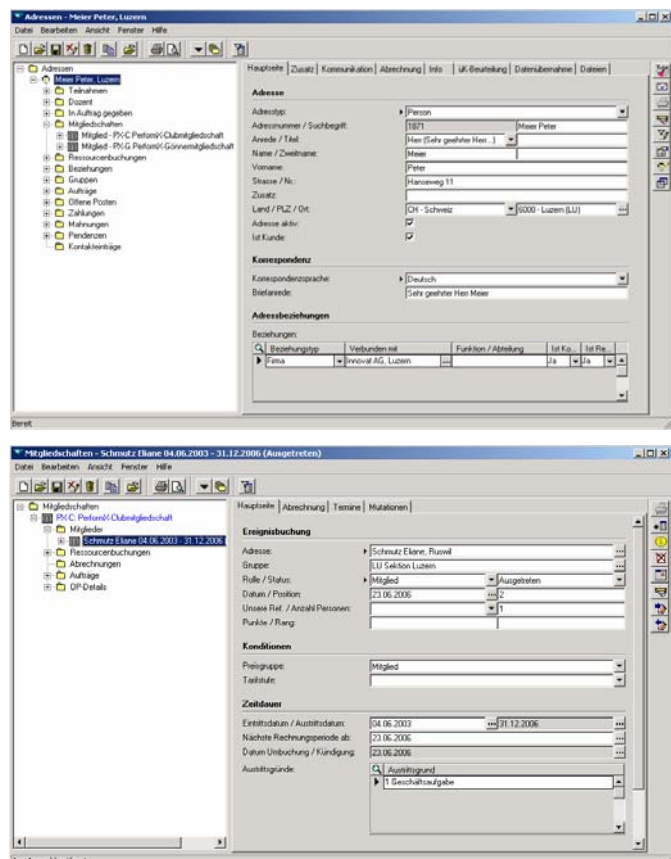 Adressen - Meier Peter, Luzern
Datei Bearbeiten Ansicht Fenster Hilfe
Adressen
Meier Peter, Luzern
Teilnahmen
Dozent
In Auftrag gegeben
Mitgliedschaften
Mitglied - PX-C PerformX-Clubmitgliedschaft
Mitglied - PX-G PerformX-Gönnermitgliedschaft
Ressourcenbuchungen
Beziehungen
Gruppen
Aufträge
Offene Posten
Zahlungen
Mahnungen
Pendenzen
Kontakteinträge
Hauptseite Zusatz Kommunikation Abrechnung Info üK-Beurteilung Datenübernahme Dateien
Adresse
Adresstyp: Person
Adressnummer / Suchbegriff: 1871 Meier Peter
Anrede / Titel: Herr (Sehr geehrter Herr...)
Name / Zweitname: Meier
Vorname: Peter
Strasse / Nr.: Hanseweg 11
Zusatz:
Land / PLZ / Ort: CH - Schweiz 6000 - Luzern (LU)
Adresse aktiv:
Ist Kunde:
Korrespondenz
Korrespondenzsprache: Deutsch
Briefanrede: Sehr geehrter Herr Meier
Adressbeziehungen
Beziehungen:
Beziehungstyp Verbunden mit Funktion / Abteilung Ist Ko... Ist Re...
Firma Innovat AG, Luzern Ja Ja
Bereit
Mitgliedschaften - Schmutz Eliane 04.06.2003 - 31.12.2006 (Ausgetreten)
Datei Bearbeiten Ansicht Fenster Hilfe
Mitgliedschaften
PX-C: PerformX-Clubmitgliedschaft
Mitglieder
Schmutz Eliane 04.06.2003 - 31.12.2006
Ressourcenbuchungen
Abrechnungen
Aufträge
OP-Details
Hauptseite Abrechnung Termine Mutationen
Ereignisbuchung
Adresse: Schmutz Eliane, Ruswil
Gruppe: LU Sektion Luzern
Rolle / Status: Mitglied Ausgetreten
Datum / Position: 23.06.2006 2
Unsere Ref. / Anzahl Personen: 1
Punkte / Rang:
Konditionen
Preisgruppe: Mitglied
Tarifstufe:
Zeitdauer
Eintrittsdatum / Austrittsdatum: 04.06.2003 31.12.2006
Nächste Rechnungsperiode ab: 23.06.2006
Datum Umbuchung / Kündigung: 23.06.2006
Austrittsgründe: Austrittsgrund
1 Geschäftsaufgabe